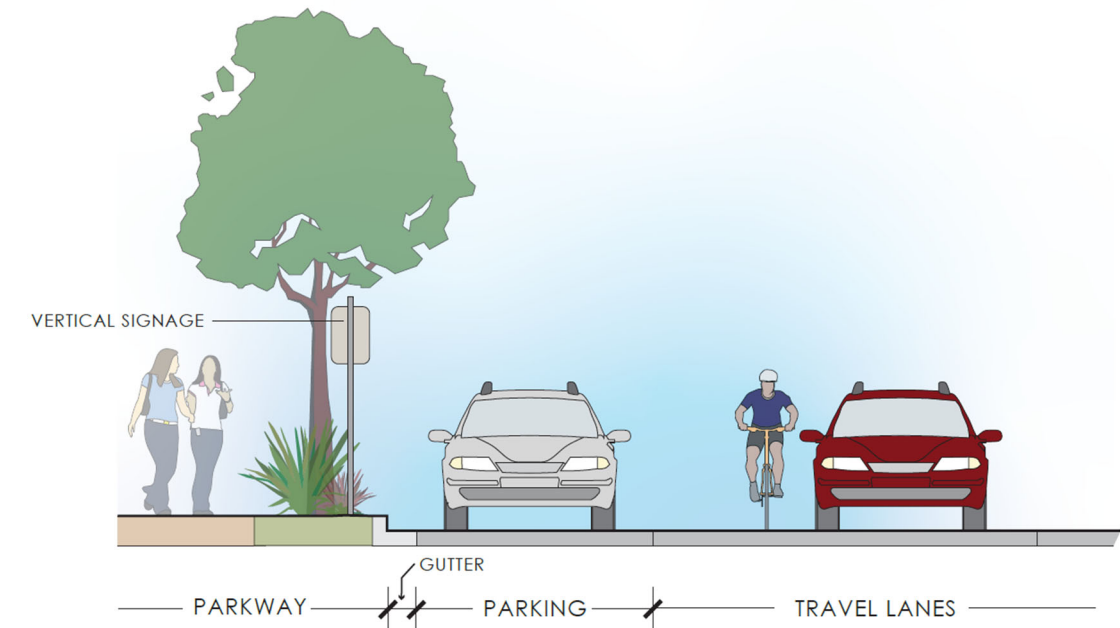 VERTICAL SIGNAGE
GUTTER
PARKWAY
PARKING
TRAVEL LANES